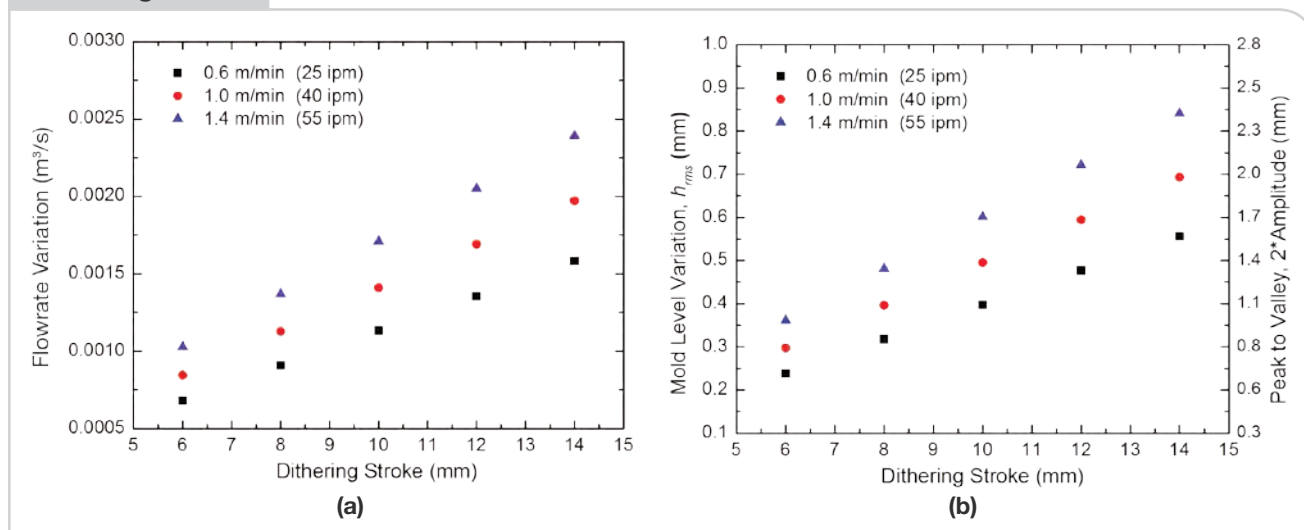 0.0030
0.0025
0.0020
0.0015
0.0010
0.0005
Flowrate Variation (m³/s)
0.6 m/min (25 ipm)
1.0 m/min (40 ipm)
1.4 m/min (55 ipm)
5 6 7 8 9 10 11 12 13 14 15
Dithering Stroke (mm)
(a)
1.0
0.9
0.8
0.7
0.6
0.5
0.4
0.3
0.2
0.1
Mold Level Variation, hrms (mm)
0.6 m/min (25 ipm)
1.0 m/min (40 ipm)
1.4 m/min (55 ipm)
5 6 7 8 9 10 11 12 13 14 15
Dithering Stroke (mm)
2.8
2.5
2.3
2.0
1.7
1.4
1.1
0.8
0.6
0.3
Peak to Valley, 2*Amplitude (mm)
(b)